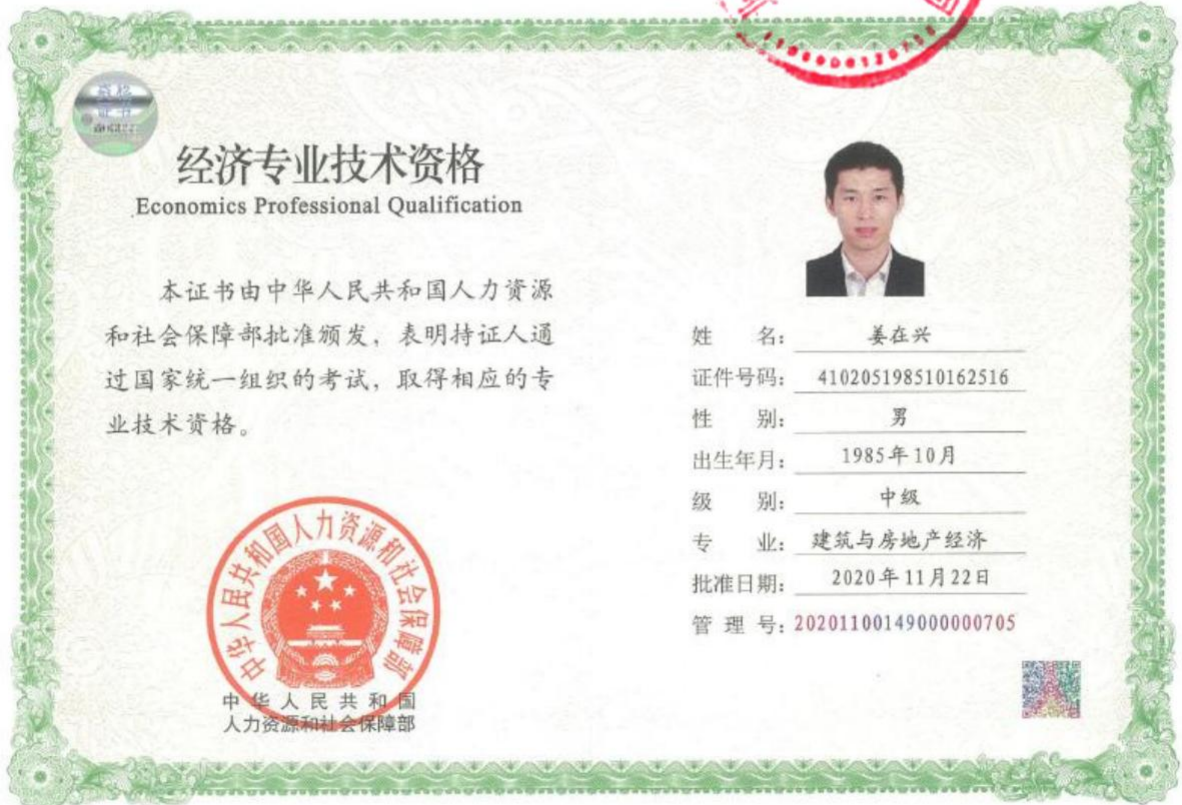 经济专业技术资格
Economics Professional Qualification
本证书由中华人民共和国人力资源
和社会保障部批准颁发，表明持证人通
过国家统一组织的考试，取得相应的专
业技术资格。
中华人民共和国人力资源和社会保障部
中华人民共和国
人力资源和社会保障部
姓 名： 姜在兴
证件号码： 410205198510162516
性 别： 男
出生年月： 1985年10月
级 别： 中级
专 业： 建筑与房地产经济
批准日期： 2020年11月22日
管 理 号： 20201100149000000705